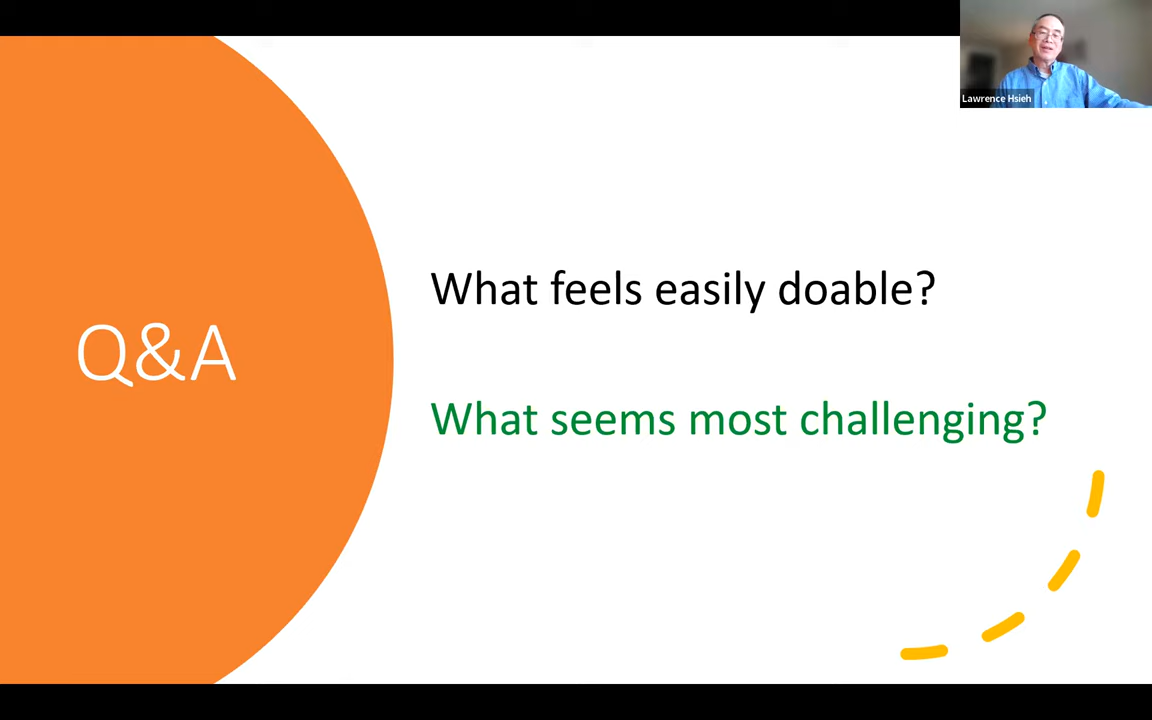 Lawrence Hsieh
Q&A
What feels easily doable?
What seems most challenging?